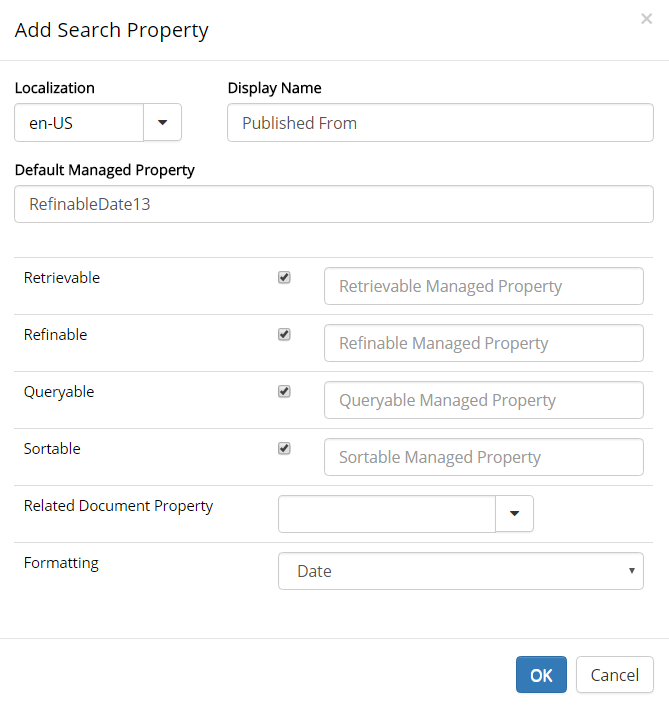 Add Search Property
×
Localization
Display Name
en-US
Published From
Default Managed Property
RefinableDate13
Retrievable
Retrievable Managed Property
Refinable
Refinable Managed Property
Queryable
Queryable Managed Property
Sortable
Sortable Managed Property
Related Document Property
Formatting
Date
OK
Cancel